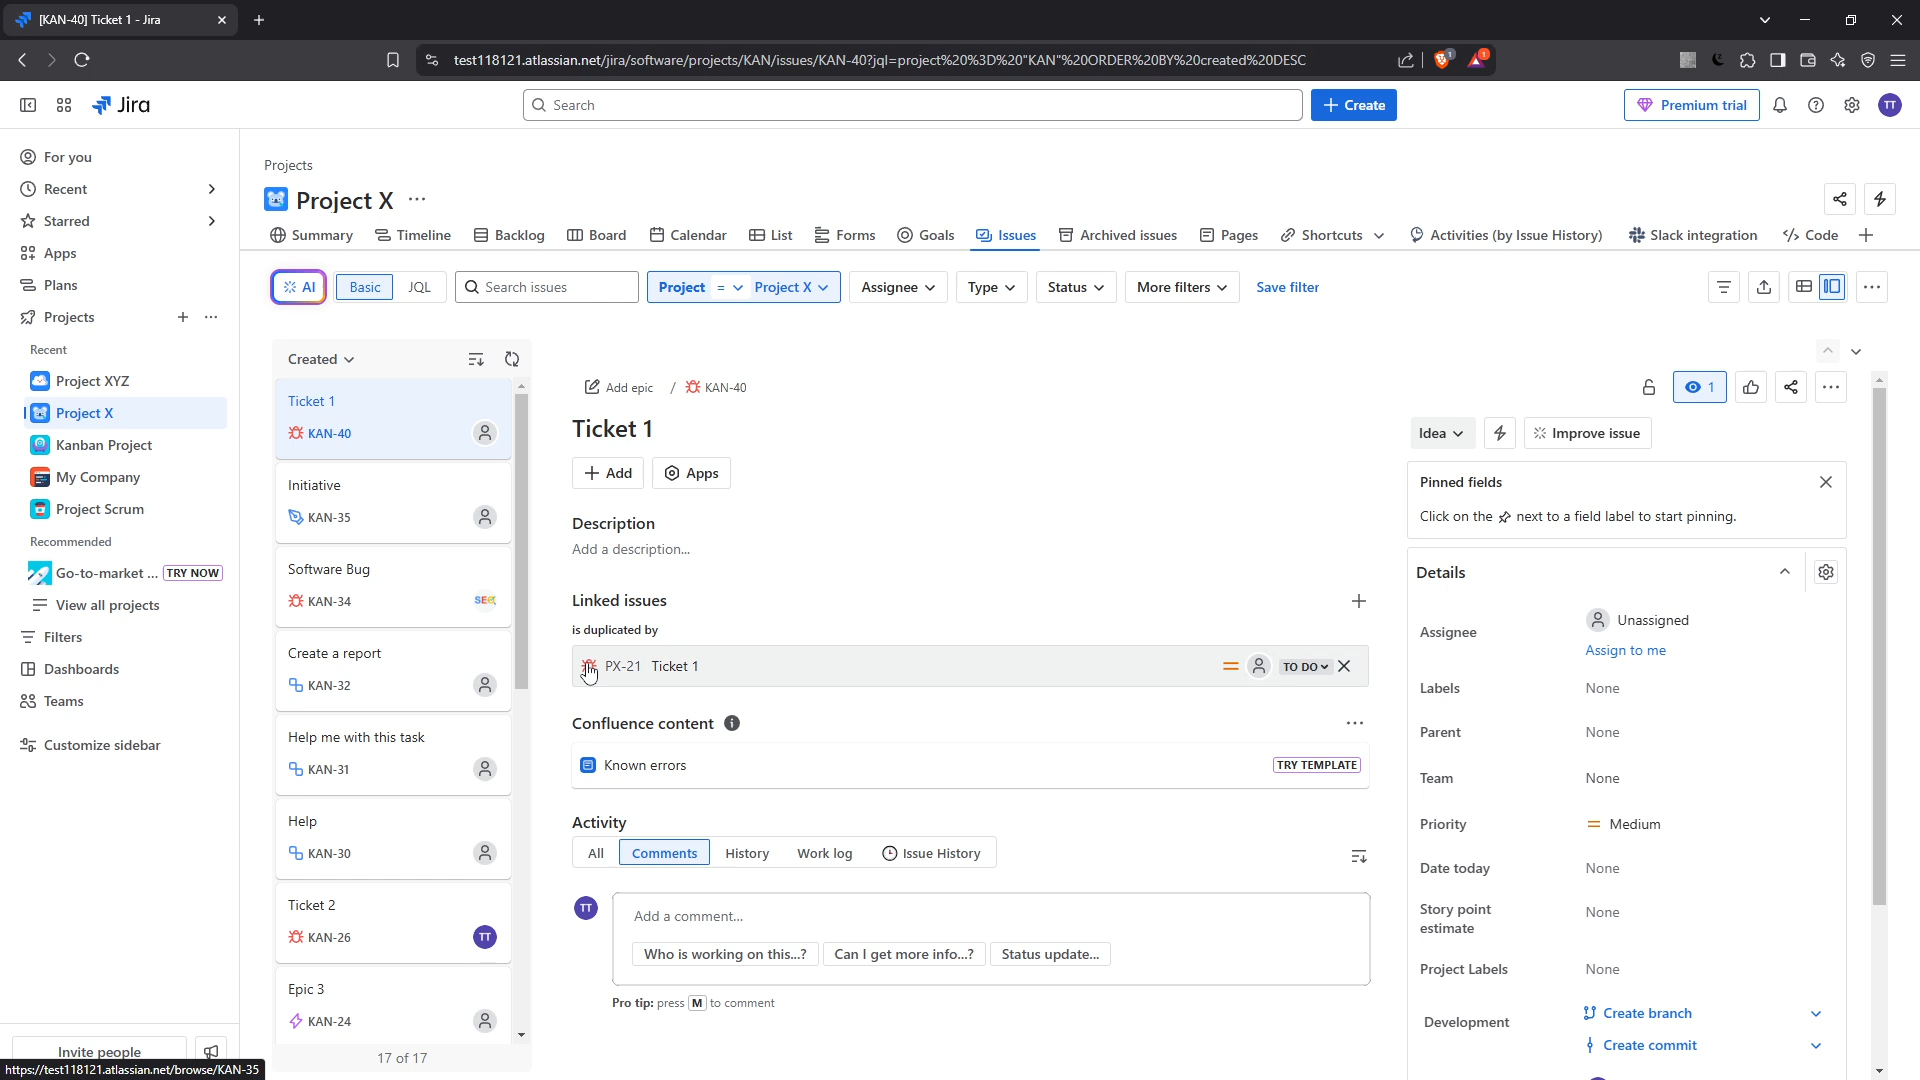 [KAN-40] Ticket 1 - Jira
test118121.atlassian.net/jira/software/projects/KAN/issues/KAN-40?jql=project%20%3D%20"KAN"%20ORDER%20BY%20created%20DESC
1
1
Jira
Search
Create
Premium trial
TT
For you
Recent
Starred
Apps
Plans
Projects
Recent
Project XYZ
Project X
Kanban Project
My Company
Project Scrum
Recommended
Go-to-market ... TRY NOW
View all projects
Filters
Dashboards
Teams
Customize sidebar
Invite people
https://test118121.atlassian.net/browse/KAN-35
Projects
Project X
Summary Timeline Backlog Board Calendar List Forms Goals Issues Archived issues Pages Shortcuts Activities (by Issue History) Slack integration Code
AI Basic JQL Search issues Project = Project X Assignee Type Status More filters Save filter
Created
Ticket 1
KAN-40
Initiative
KAN-35
Software Bug
KAN-34
SEO
Create a report
KAN-32
Help me with this task
KAN-31
Help
KAN-30
Ticket 2
KAN-26
TT
Epic 3
KAN-24
17 of 17
Add epic / KAN-40
Ticket 1
Add Apps
Description
Add a description...
Linked issues
is duplicated by
PX-21 Ticket 1 TO DO
Confluence content
Known errors TRY TEMPLATE
Activity
All Comments History Work log Issue History
TT
Add a comment...
Who is working on this...? Can I get more info...? Status update...
Pro tip: press M to comment
1
Idea Improve issue
Pinned fields
Click on the next to a field label to start pinning.
Details
Assignee Unassigned
Assign to me
Labels None
Parent None
Team None
Priority Medium
Date today None
Story point estimate None
Project Labels None
Development Create branch
Create commit